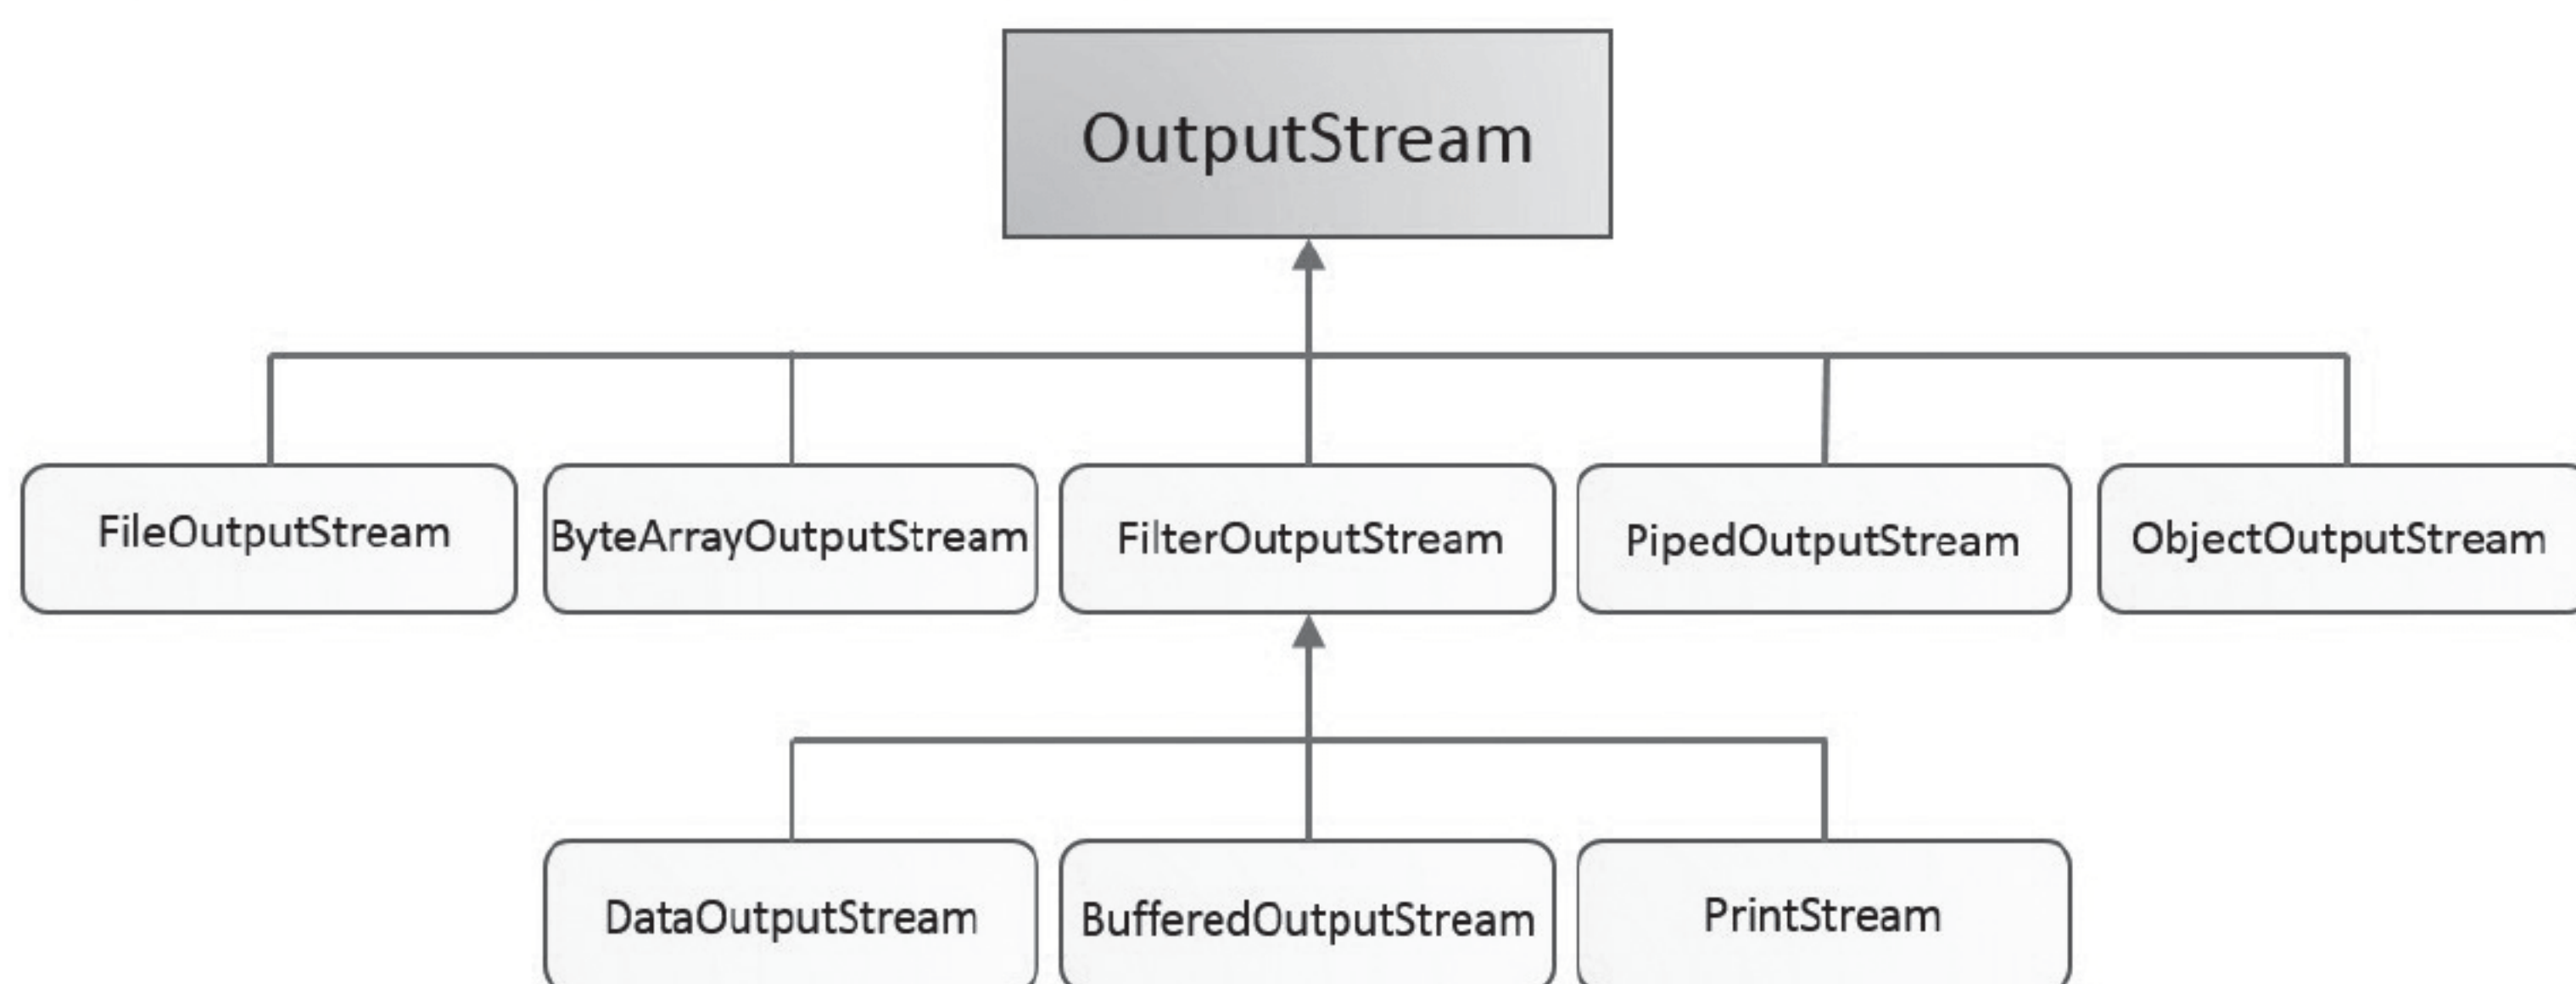 OutputStream
FileOutputStream
ByteArrayOutputStream
FilterOutputStream
PipedOutputStream
ObjectOutputStream
DataOutputStream
BufferedOutputStream
PrintStream